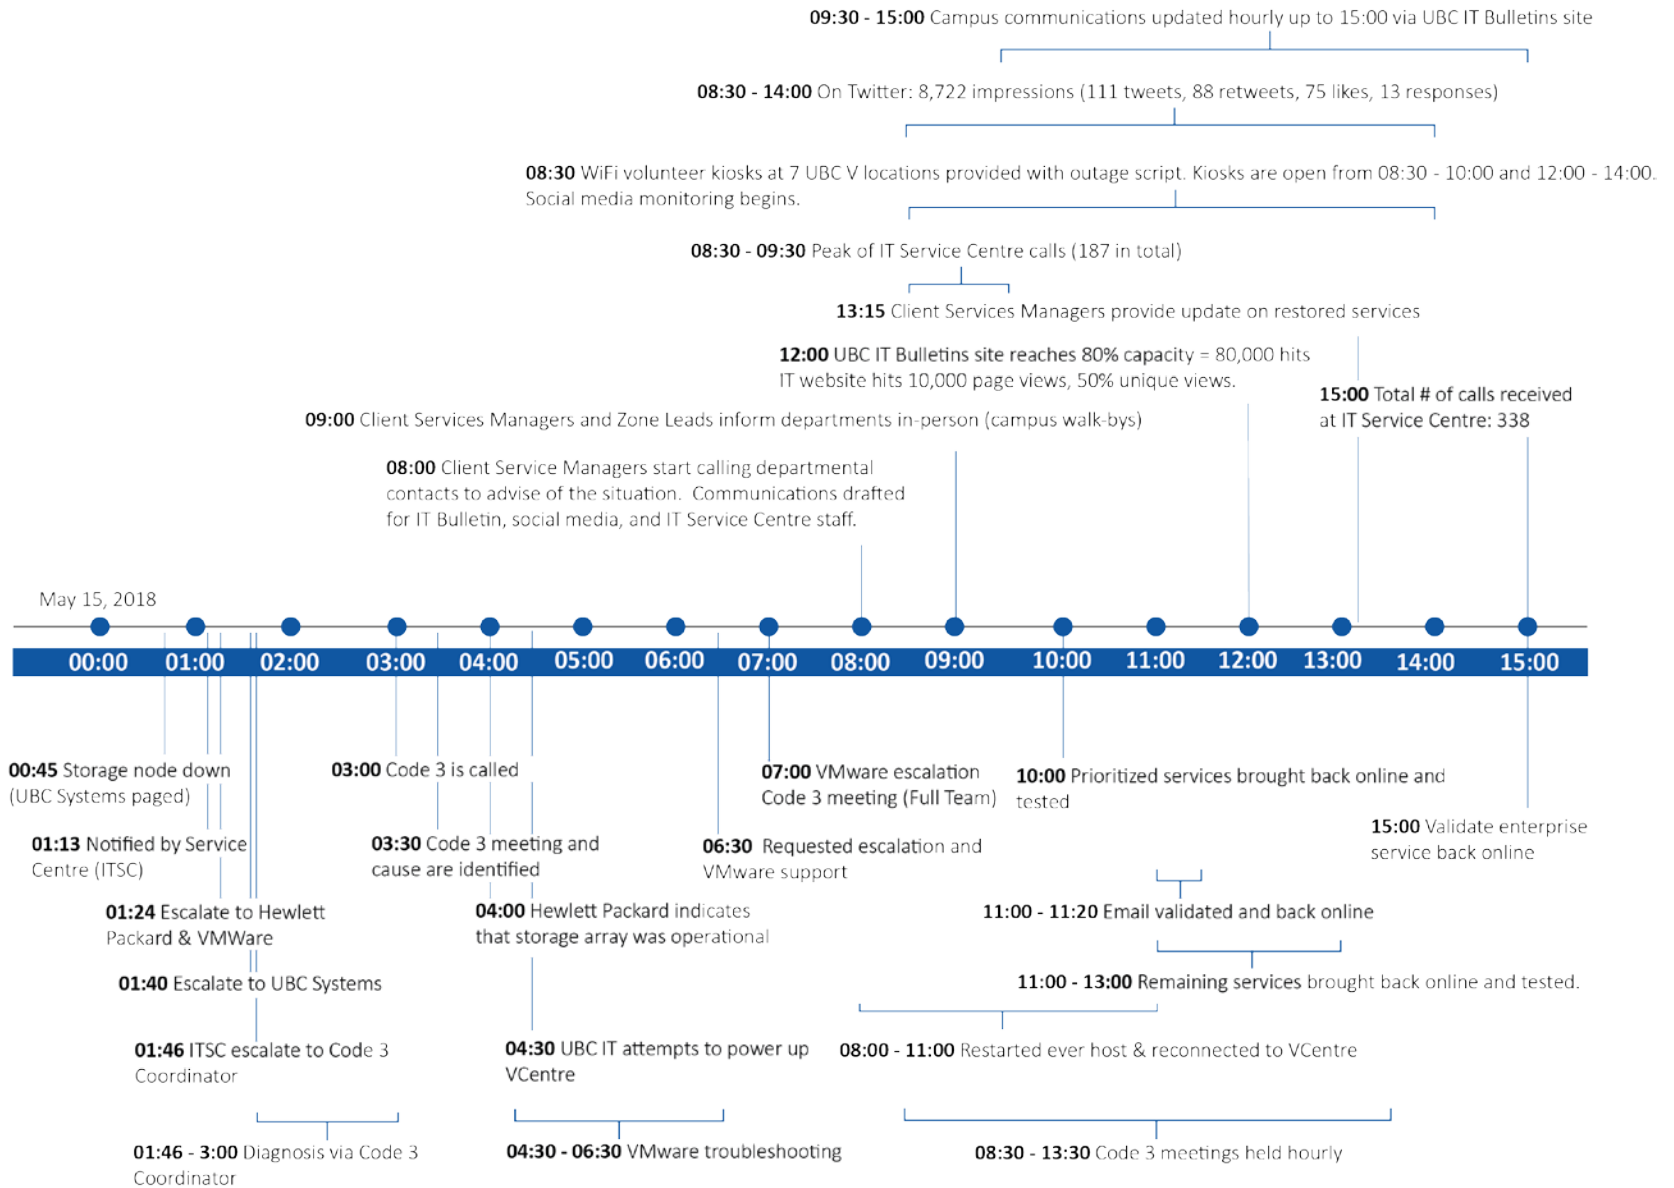 09:30 - 15:00 Campus communications updated hourly up to 15:00 via UBC IT Bulletins site
08:30 - 14:00 On Twitter: 8,722 impressions (111 tweets, 88 retweets, 75 likes, 13 responses)
08:30 WiFi volunteer kiosks at 7 UBC V locations provided with outage script. Kiosks are open from 08:30 - 10:00 and 12:00 - 14:00.
Social media monitoring begins.
08:30 - 09:30 Peak of IT Service Centre calls (187 in total)
13:15 Client Services Managers provide update on restored services
12:00 UBC IT Bulletins site reaches 80% capacity = 80,000 hits
IT website hits 10,000 page views, 50% unique views.
15:00 Total # of calls received
at IT Service Centre: 338
09:00 Client Services Managers and Zone Leads inform departments in-person (campus walk-bys)
08:00 Client Service Managers start calling departmental
contacts to advise of the situation. Communications drafted
for IT Bulletin, social media, and IT Service Centre staff.
May 15, 2018
00:00 01:00 02:00 03:00 04:00 05:00 06:00 07:00 08:00 09:00 10:00 11:00 12:00 13:00 14:00 15:00
00:45 Storage node down
(UBC Systems paged)
03:00 Code 3 is called
07:00 VMware escalation
Code 3 meeting (Full Team)
10:00 Prioritized services brought back online and
tested
01:13 Notified by Service
Centre (ITSC)
03:30 Code 3 meeting and
cause are identified
06:30 Requested escalation and
VMware support
15:00 Validate enterprise
service back online
01:24 Escalate to Hewlett
Packard & VMWare
04:00 Hewlett Packard indicates
that storage array was operational
11:00 - 11:20 Email validated and back online
01:40 Escalate to UBC Systems
11:00 - 13:00 Remaining services brought back online and tested.
01:46 ITSC escalate to Code 3
Coordinator
04:30 UBC IT attempts to power up
VCentre
08:00 - 11:00 Restarted ever host & reconnected to VCentre
01:46 - 3:00 Diagnosis via Code 3
Coordinator
04:30 - 06:30 VMware troubleshooting
08:30 - 13:30 Code 3 meetings held hourly